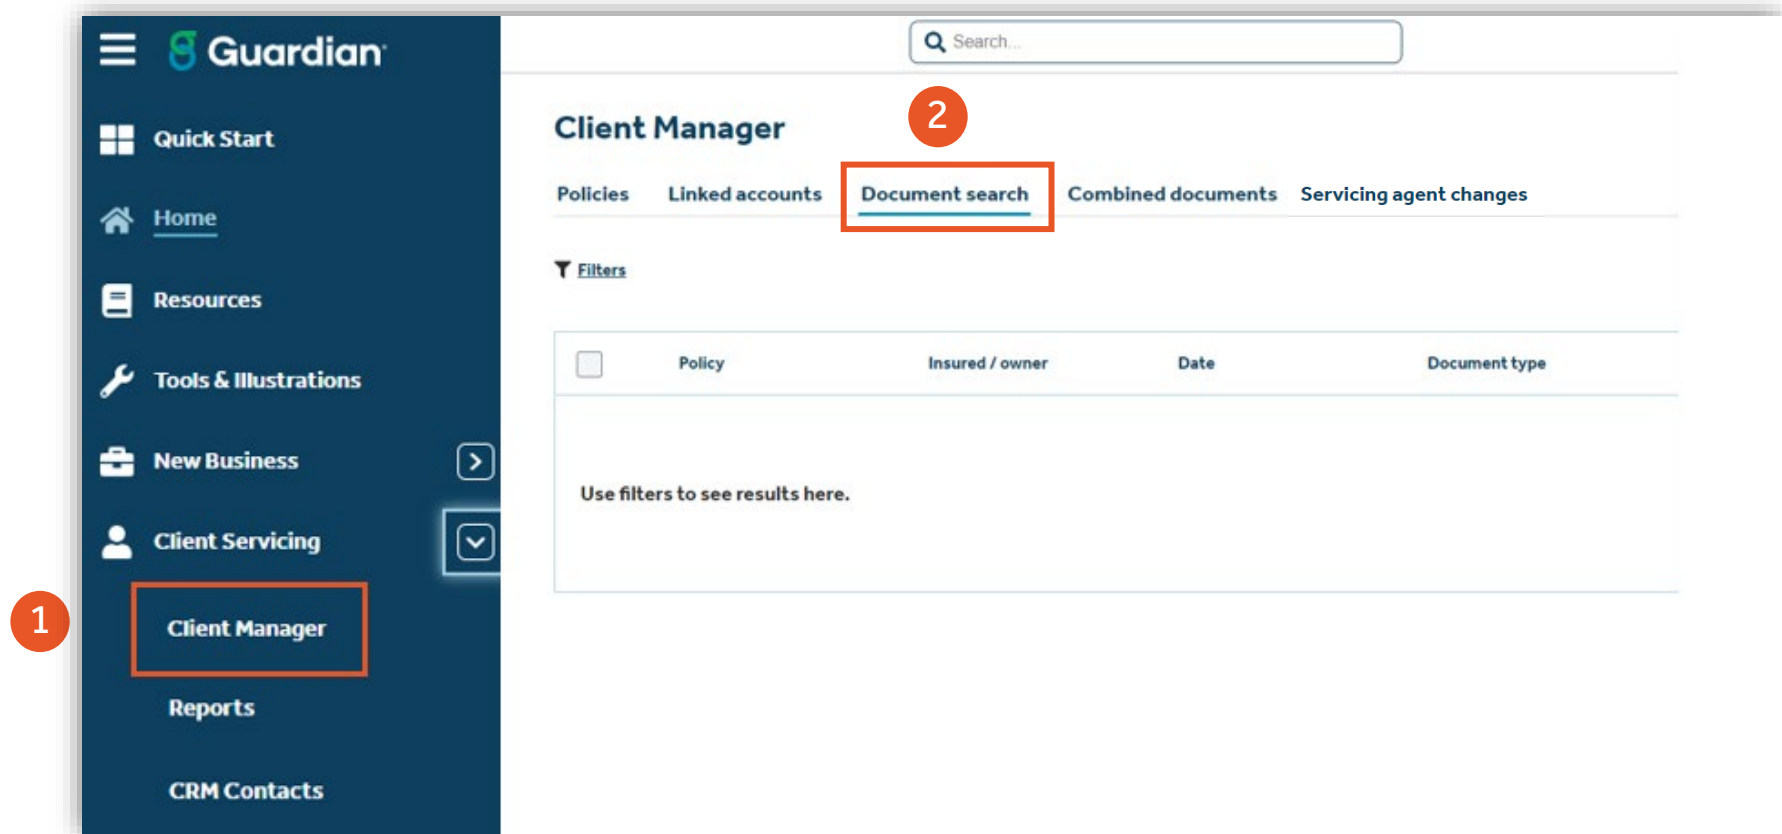 Guardian
Search...
Quick Start
Home
Resources
Tools & Illustrations
New Business
Client Servicing
1
Client Manager
Reports
CRM Contacts
Client Manager
2
Policies Linked accounts Document search Combined documents Servicing agent changes
Filters
Policy Insured / owner Date Document type
Use filters to see results here.